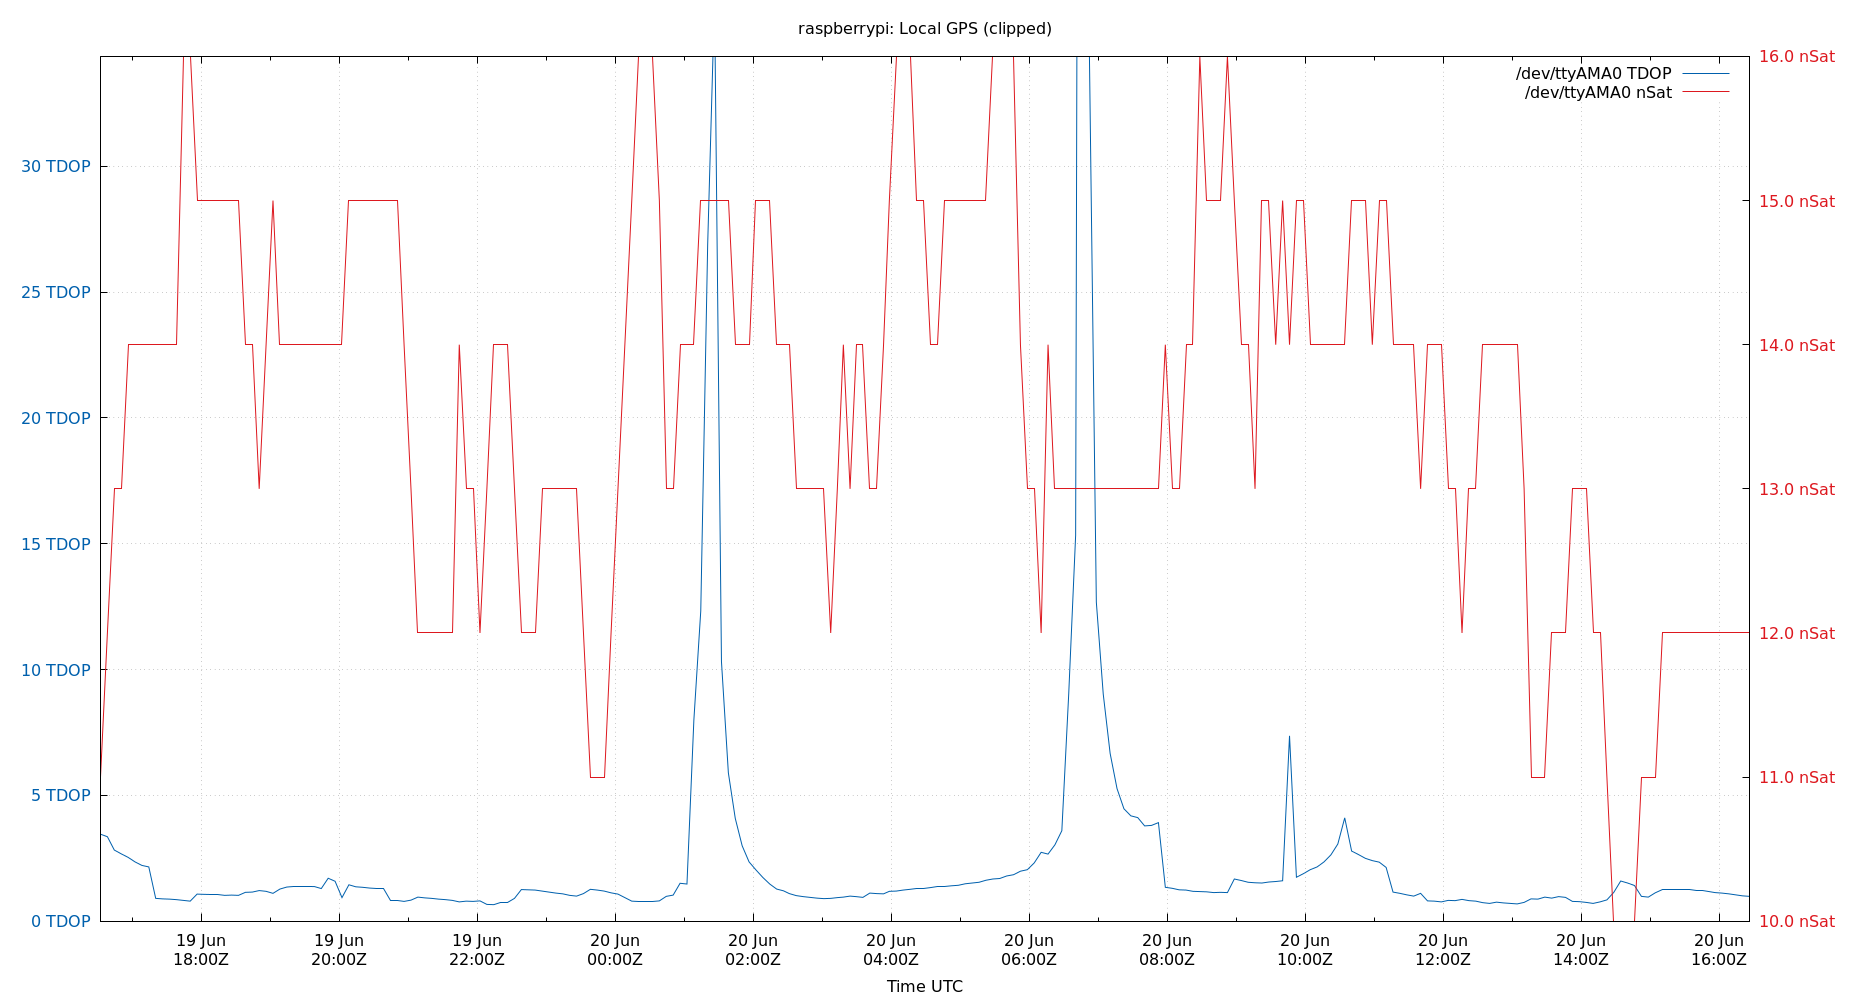 raspberrypi: Local GPS (clipped)
/dev/ttyAMA0 TDOP
/dev/ttyAMA0 nSat
30 TDOP
25 TDOP
20 TDOP
15 TDOP
10 TDOP
5 TDOP
0 TDOP
16.0 nSat
15.0 nSat
14.0 nSat
13.0 nSat
12.0 nSat
11.0 nSat
10.0 nSat
19 Jun
18:00Z
19 Jun
20:00Z
19 Jun
22:00Z
20 Jun
00:00Z
20 Jun
02:00Z
20 Jun
04:00Z
20 Jun
06:00Z
20 Jun
08:00Z
20 Jun
10:00Z
20 Jun
12:00Z
20 Jun
14:00Z
20 Jun
16:00Z
Time UTC